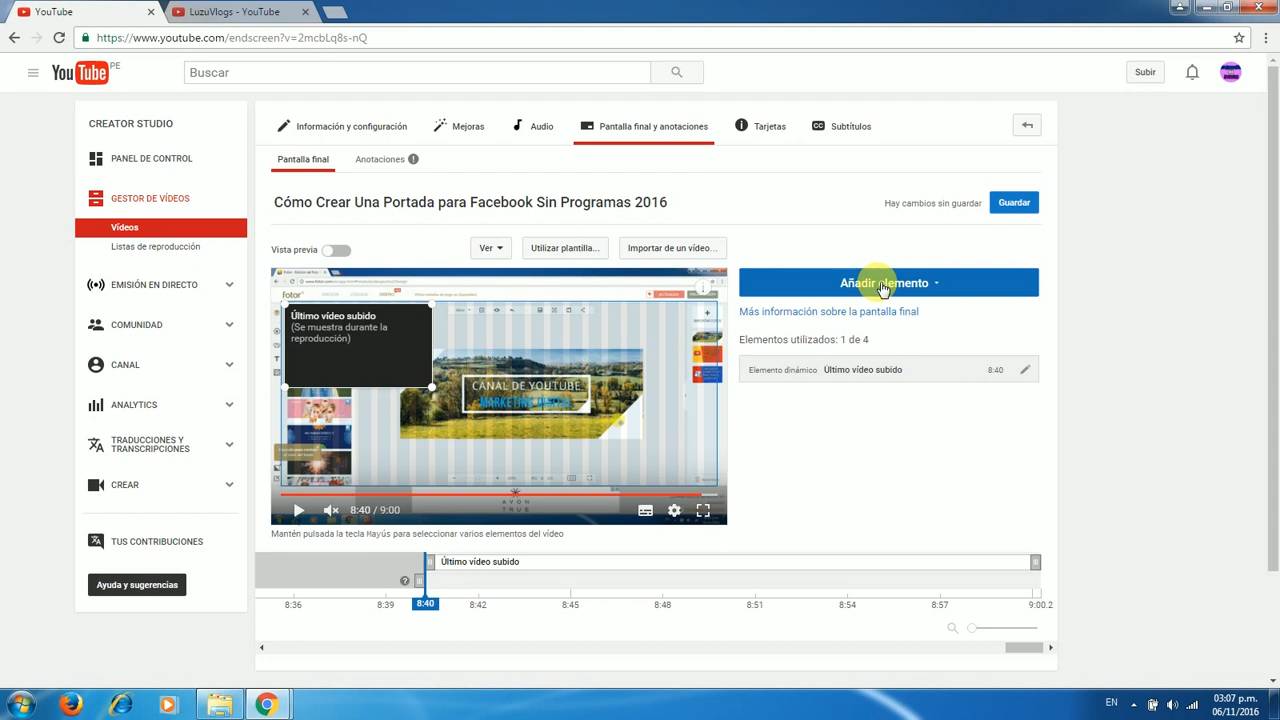 YouTube
LuzuVlogs - YouTube
https://www.youtube.com/endscreen?v=2mcbLq8s-nQ
YouTube PE
Buscar
Subir
CREATOR STUDIO
PANEL DE CONTROL
GESTOR DE VÍDEOS
Vídeos
Listas de reproducción
EMISIÓN EN DIRECTO
COMUNIDAD
CANAL
ANALYTICS
TRADUCCIONES Y
TRANSCRIPCIONES
CREAR
TUS CONTRIBUCIONES
Ayuda y sugerencias
Información y configuración
Mejoras
Audio
Pantalla final y anotaciones
Tarjetas
CC Subtítulos
Pantalla final
Anotaciones
Cómo Crear Una Portada para Facebook Sin Programas 2016
Hay cambios sin guardar
Guardar
Vista previa
Ver
Utilizar plantilla...
Importar de un vídeo...
fotor
Último vídeo subido
(Se muestra durante la
reproducción)
CANAL DE YOUTUBE
MARKETING DIGITAL
AVON
TRUE
8:40 / 9:00
Mantén pulsada la tecla Mayús para seleccionar varios elementos del vídeo
Añadir elemento
Más información sobre la pantalla final
Elementos utilizados: 1 de 4
Elemento dinámico Último vídeo subido 8:40
Último vídeo subido
8:36 8:39 8:40 8:42 8:45 8:48 8:51 8:54 8:57 9:00.2
EN
03:07 p.m.
06/11/2016